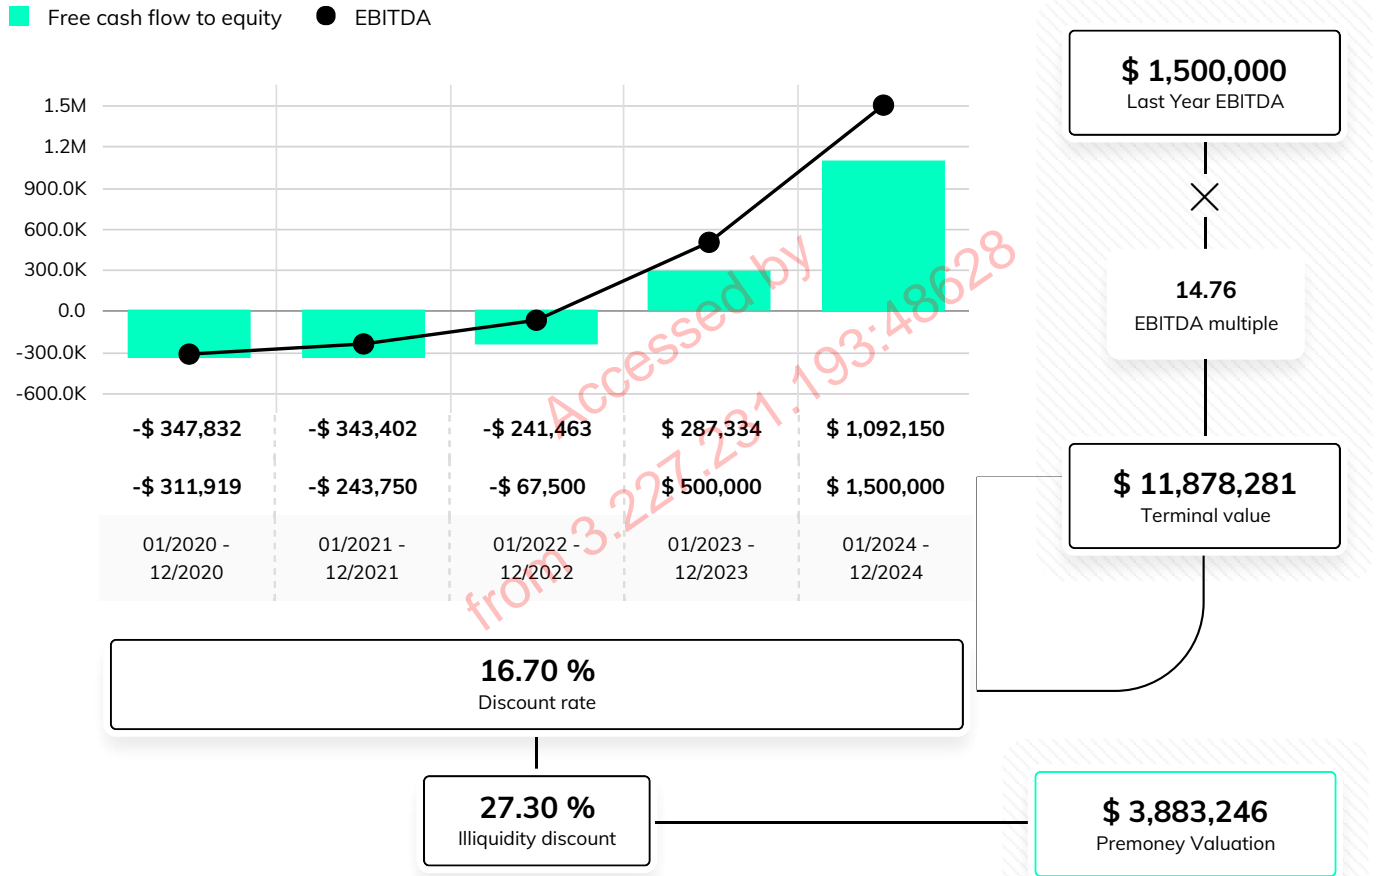 Free cash flow to equity
EBITDA
1.5M
1.2M
900.0K
600.0K
300.0K
0.0
-300.0K
-600.0K
-$ 347,832 -$ 343,402 -$ 241,463 $ 287,334 $ 1,092,150
-$ 311,919 -$ 243,750 -$ 67,500 $ 500,000 $ 1,500,000
01/2020 - 01/2021 - 01/2022 - 01/2023 - 01/2024 -
12/2020 12/2021 12/2022 12/2023 12/2024
16.70 %
Discount rate
27.30 %
Illiquidity discount
$ 1,500,000
Last Year EBITDA
14.76
EBITDA multiple
$ 11,878,281
Terminal value
$ 3,883,246
Premoney Valuation
Accessed by
from 3.227.231.193:48628